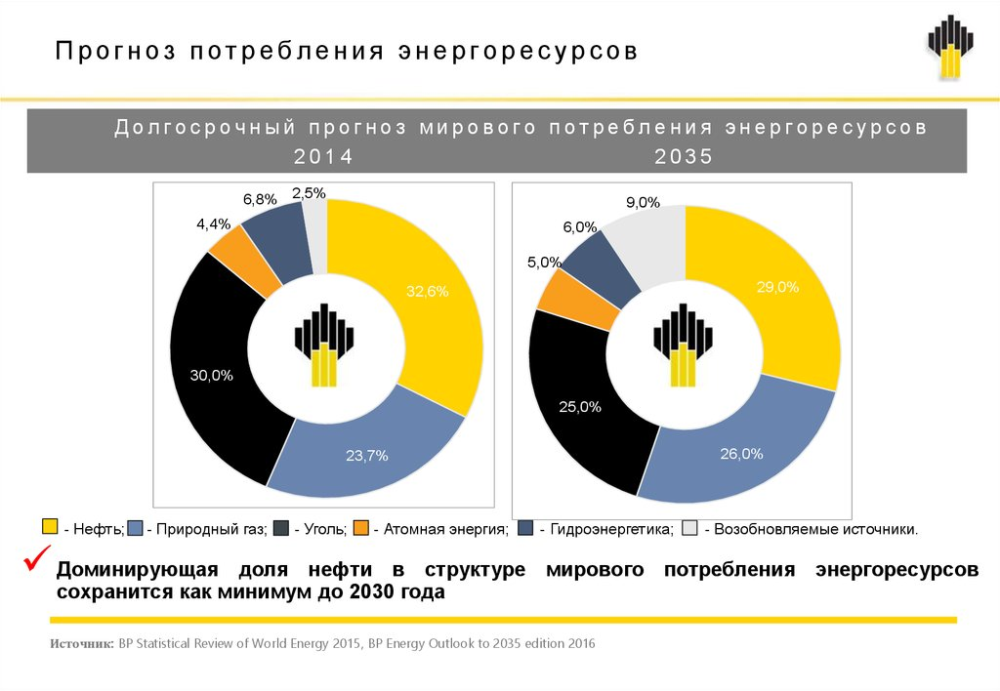 Прогноз потребления энергоресурсов
Долгосрочный прогноз мирового потребления энергоресурсов
2014 2035
6,8% 2,5%
4,4%
32,6%
30,0%
23,7%
9,0%
6,0%
5,0%
29,0%
25,0%
26,0%
- Нефть; - Природный газ; - Уголь; - Атомная энергия; - Гидроэнергетика; - Возобновляемые источники.
Доминирующая доля нефти в структуре мирового потребления энергоресурсов
сохранится как минимум до 2030 года
Источник: BP Statistical Review of World Energy 2015, BP Energy Outlook to 2035 edition 2016